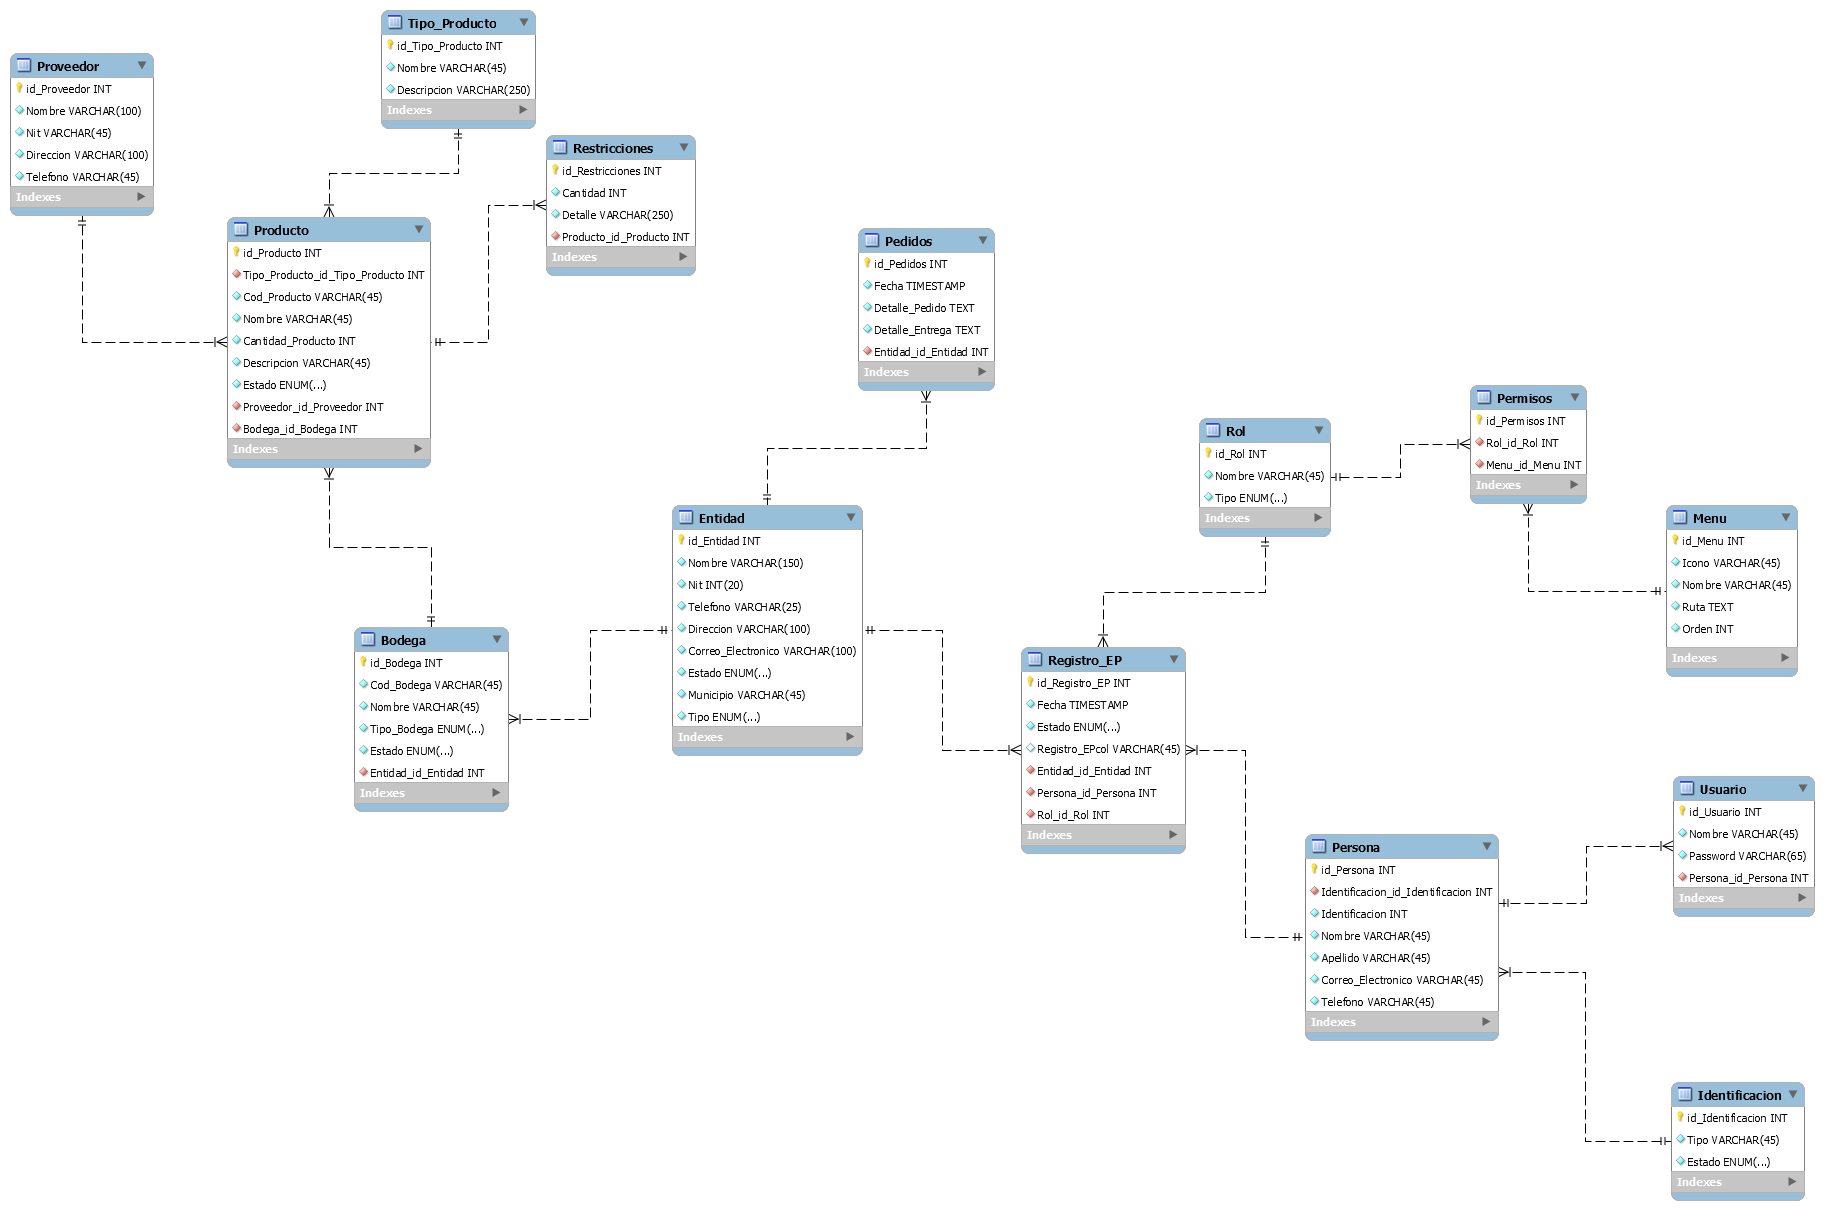 Tipo_Producto
id_Tipo_Producto INT
Nombre VARCHAR(45)
Descripcion VARCHAR(250)
Indexes
Proveedor
id_Proveedor INT
Nombre VARCHAR(100)
Nit VARCHAR(45)
Direccion VARCHAR(100)
Telefono VARCHAR(45)
Indexes
Restricciones
id_Restricciones INT
Cantidad INT
Detalle VARCHAR(250)
Producto_id_Producto INT
Indexes
Producto
id_Producto INT
Tipo_Producto_id_Tipo_Producto INT
Cod_Producto VARCHAR(45)
Nombre VARCHAR(45)
Cantidad_Producto INT
Descripcion VARCHAR(45)
Estado ENUM(...)
Proveedor_id_Proveedor INT
Bodega_id_Bodega INT
Indexes
Pedidos
id_Pedidos INT
Fecha TIMESTAMP
Detalle_Pedido TEXT
Detalle_Entrega TEXT
Entidad_id_Entidad INT
Indexes
Rol
id_Rol INT
Nombre VARCHAR(45)
Tipo ENUM(...)
Indexes
Permisos
id_Permisos INT
Rol_id_Rol INT
Menu_id_Menu INT
Indexes
Menu
id_Menu INT
Icono VARCHAR(45)
Nombre VARCHAR(45)
Ruta TEXT
Orden INT
Indexes
Entidad
id_Entidad INT
Nombre VARCHAR(150)
Nit INT(20)
Telefono VARCHAR(25)
Direccion VARCHAR(100)
Correo_Electronico VARCHAR(100)
Estado ENUM(...)
Municipio VARCHAR(45)
Tipo ENUM(...)
Indexes
Bodega
id_Bodega INT
Cod_Bodega VARCHAR(45)
Nombre VARCHAR(45)
Tipo_Bodega ENUM(...)
Estado ENUM(...)
Entidad_id_Entidad INT
Indexes
Registro_EP
id_Registro_EP INT
Fecha TIMESTAMP
Estado ENUM(...)
Registro_EPcol VARCHAR(45)
Entidad_id_Entidad INT
Persona_id_Persona INT
Rol_id_Rol INT
Indexes
Persona
id_Persona INT
Identificacion_id_Identificacion INT
Identificacion INT
Nombre VARCHAR(45)
Apellido VARCHAR(45)
Correo_Electronico VARCHAR(45)
Telefono VARCHAR(45)
Indexes
Usuario
id_Usuario INT
Nombre VARCHAR(45)
Password VARCHAR(65)
Persona_id_Persona INT
Indexes
Identificacion
id_Identificacion INT
Tipo VARCHAR(45)
Estado ENUM(...)
Indexes